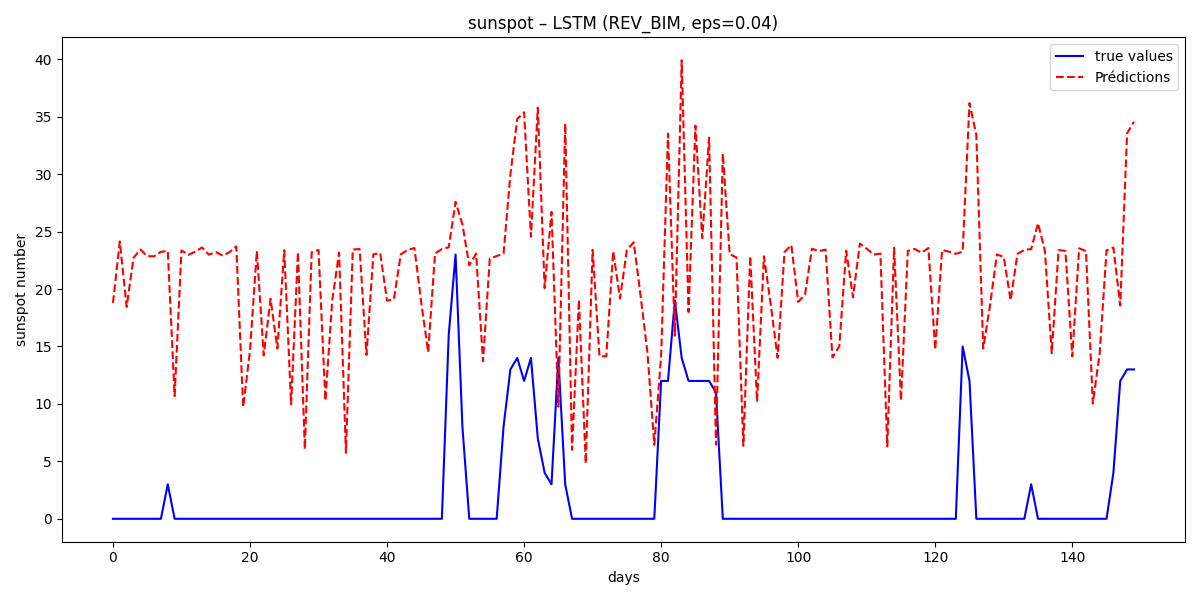 sunspot – LSTM (REV_BIM, eps=0.04)
true values
Prédictions
sunspot number
40
35
30
25
20
15
10
5
0
0 20 40 60 80 100 120 140
days